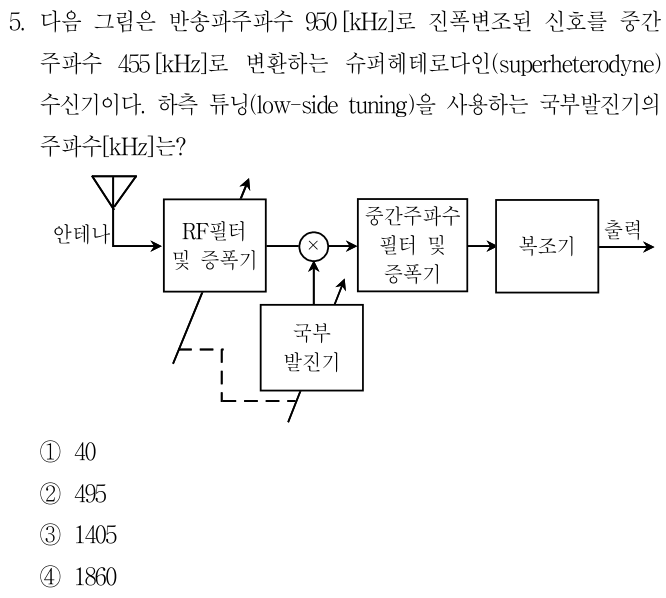 5. 다음 그림은 반송파주파수 950 [kHz]로 진폭변조된 신호를 중간
주파수 455 [kHz]로 변환하는 슈퍼헤테로다인(superheterodyne)
수신기이다. 하측 튜닝(low-side tuning)을 사용하는 국부발진기의
주파수[kHz]는?
안테나
RF필터
및 증폭기
×
중간주파수
필터 및
증폭기
복조기
출력
국부
발진기
① 40
② 495
③ 1405
④ 1860